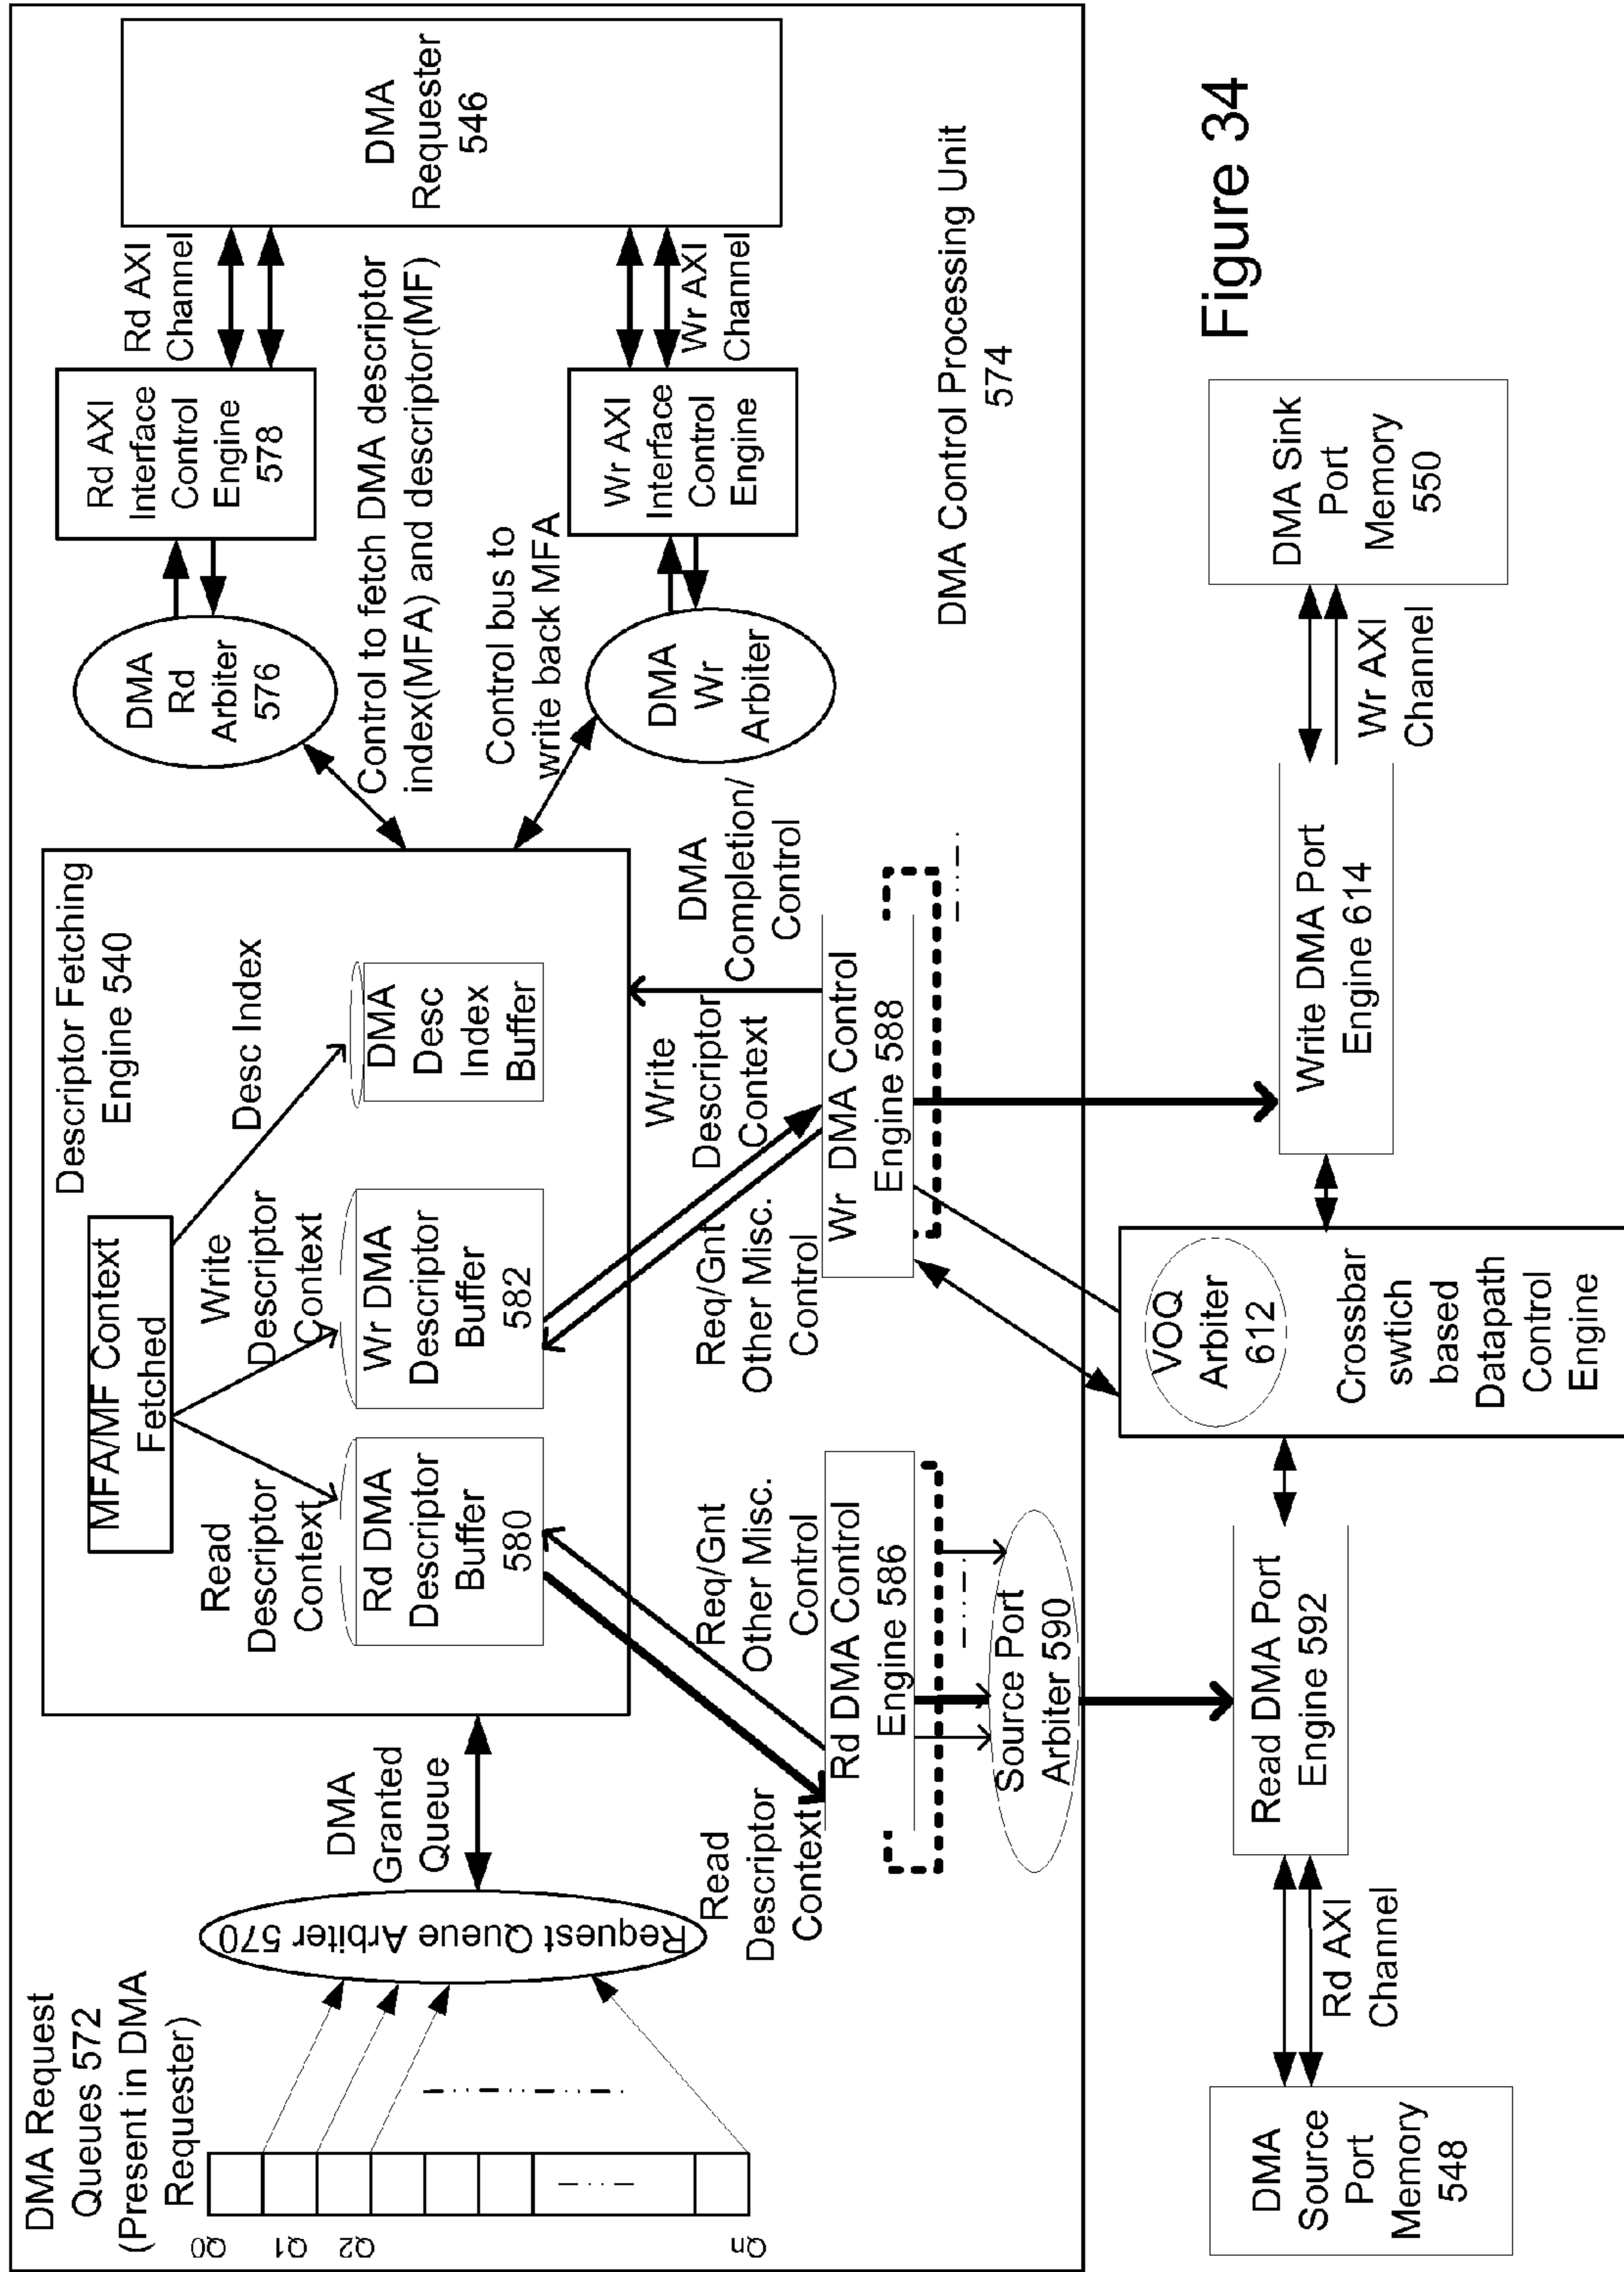 DMA Request
Queues 572
(Present in DMA
Requester)
Q0
Q1
Q2
Qn
Request Queue Arbiter 570
DMA
Granted
Queue
Descriptor Fetching
Engine 540
MFA/MF Context
Fetched
Read
Descriptor
Context
Write
Descriptor
Context
Desc Index
Rd DMA
Descriptor
Buffer
580
Wr DMA
Descriptor
Buffer
582
DMA
Desc
Index
Buffer
DMA
Rd
Arbiter
576
Rd AXI
Interface
Control
Engine
578
Rd AXI
Channel
DMA
Requester
546
Control to fetch DMA descriptor
index(MFA) and descriptor(MF)
Control bus to
write back MFA
DMA
Wr
Arbiter
Wr AXI
Interface
Control
Engine
Wr AXI
Channel
Read
Descriptor
Context
Req/Gnt
Other Misc.
Control
Rd DMA Control
Engine 586
Source Port
Arbiter 590
Req/Gnt
Other Misc.
Control
Write
Descriptor
Context
DMA
Completion/
Control
Wr DMA Control
Engine 588
DMA Control Processing Unit
574
DMA
Source
Port
Memory
548
Rd AXI
Channel
Read DMA Port
Engine 592
VOQ
Arbiter
612
Crossbar
swtich
based
Datapath
Control
Engine
Write DMA Port
Engine 614
Wr AXI
Channel
DMA Sink
Port
Memory
550
Figure 34